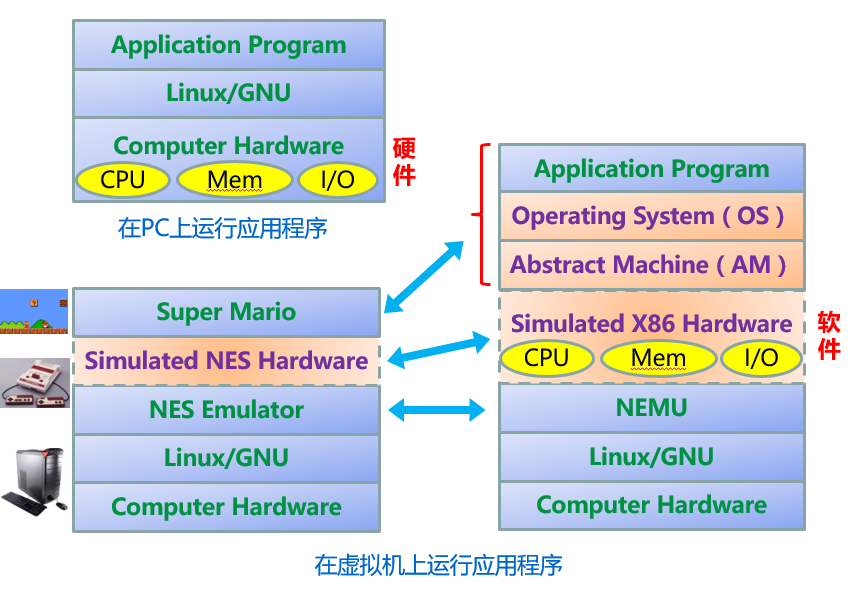 Application Program
Linux/GNU
Computer Hardware
CPU
Mem
I/O
硬件
在PC上运行应用程序
Super Mario
Simulated NES Hardware
NES Emulator
Linux/GNU
Computer Hardware
Application Program
Operating System ( OS )
Abstract Machine ( AM )
Simulated X86 Hardware
CPU
Mem
I/O
软件
NEMU
Linux/GNU
Computer Hardware
在虚拟机上运行应用程序